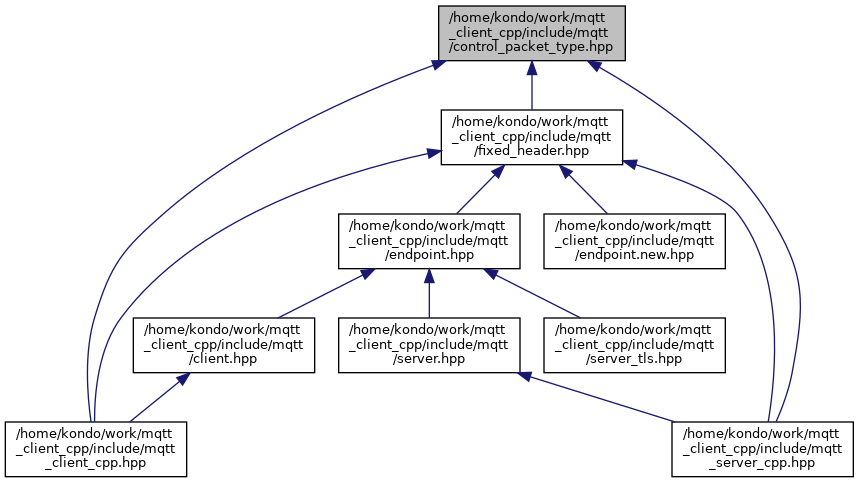 /home/kondo/work/mqtt
_client_cpp/include/mqtt
/control_packet_type.hpp
/home/kondo/work/mqtt
_client_cpp/include/mqtt
/fixed_header.hpp
/home/kondo/work/mqtt
_client_cpp/include/mqtt
/endpoint.hpp
/home/kondo/work/mqtt
_client_cpp/include/mqtt
/endpoint.new.hpp
/home/kondo/work/mqtt
_client_cpp/include/mqtt
/client.hpp
/home/kondo/work/mqtt
_client_cpp/include/mqtt
/server.hpp
/home/kondo/work/mqtt
_client_cpp/include/mqtt
/server_tls.hpp
/home/kondo/work/mqtt
_client_cpp/include/mqtt
_client_cpp.hpp
/home/kondo/work/mqtt
_client_cpp/include/mqtt
_server_cpp.hpp